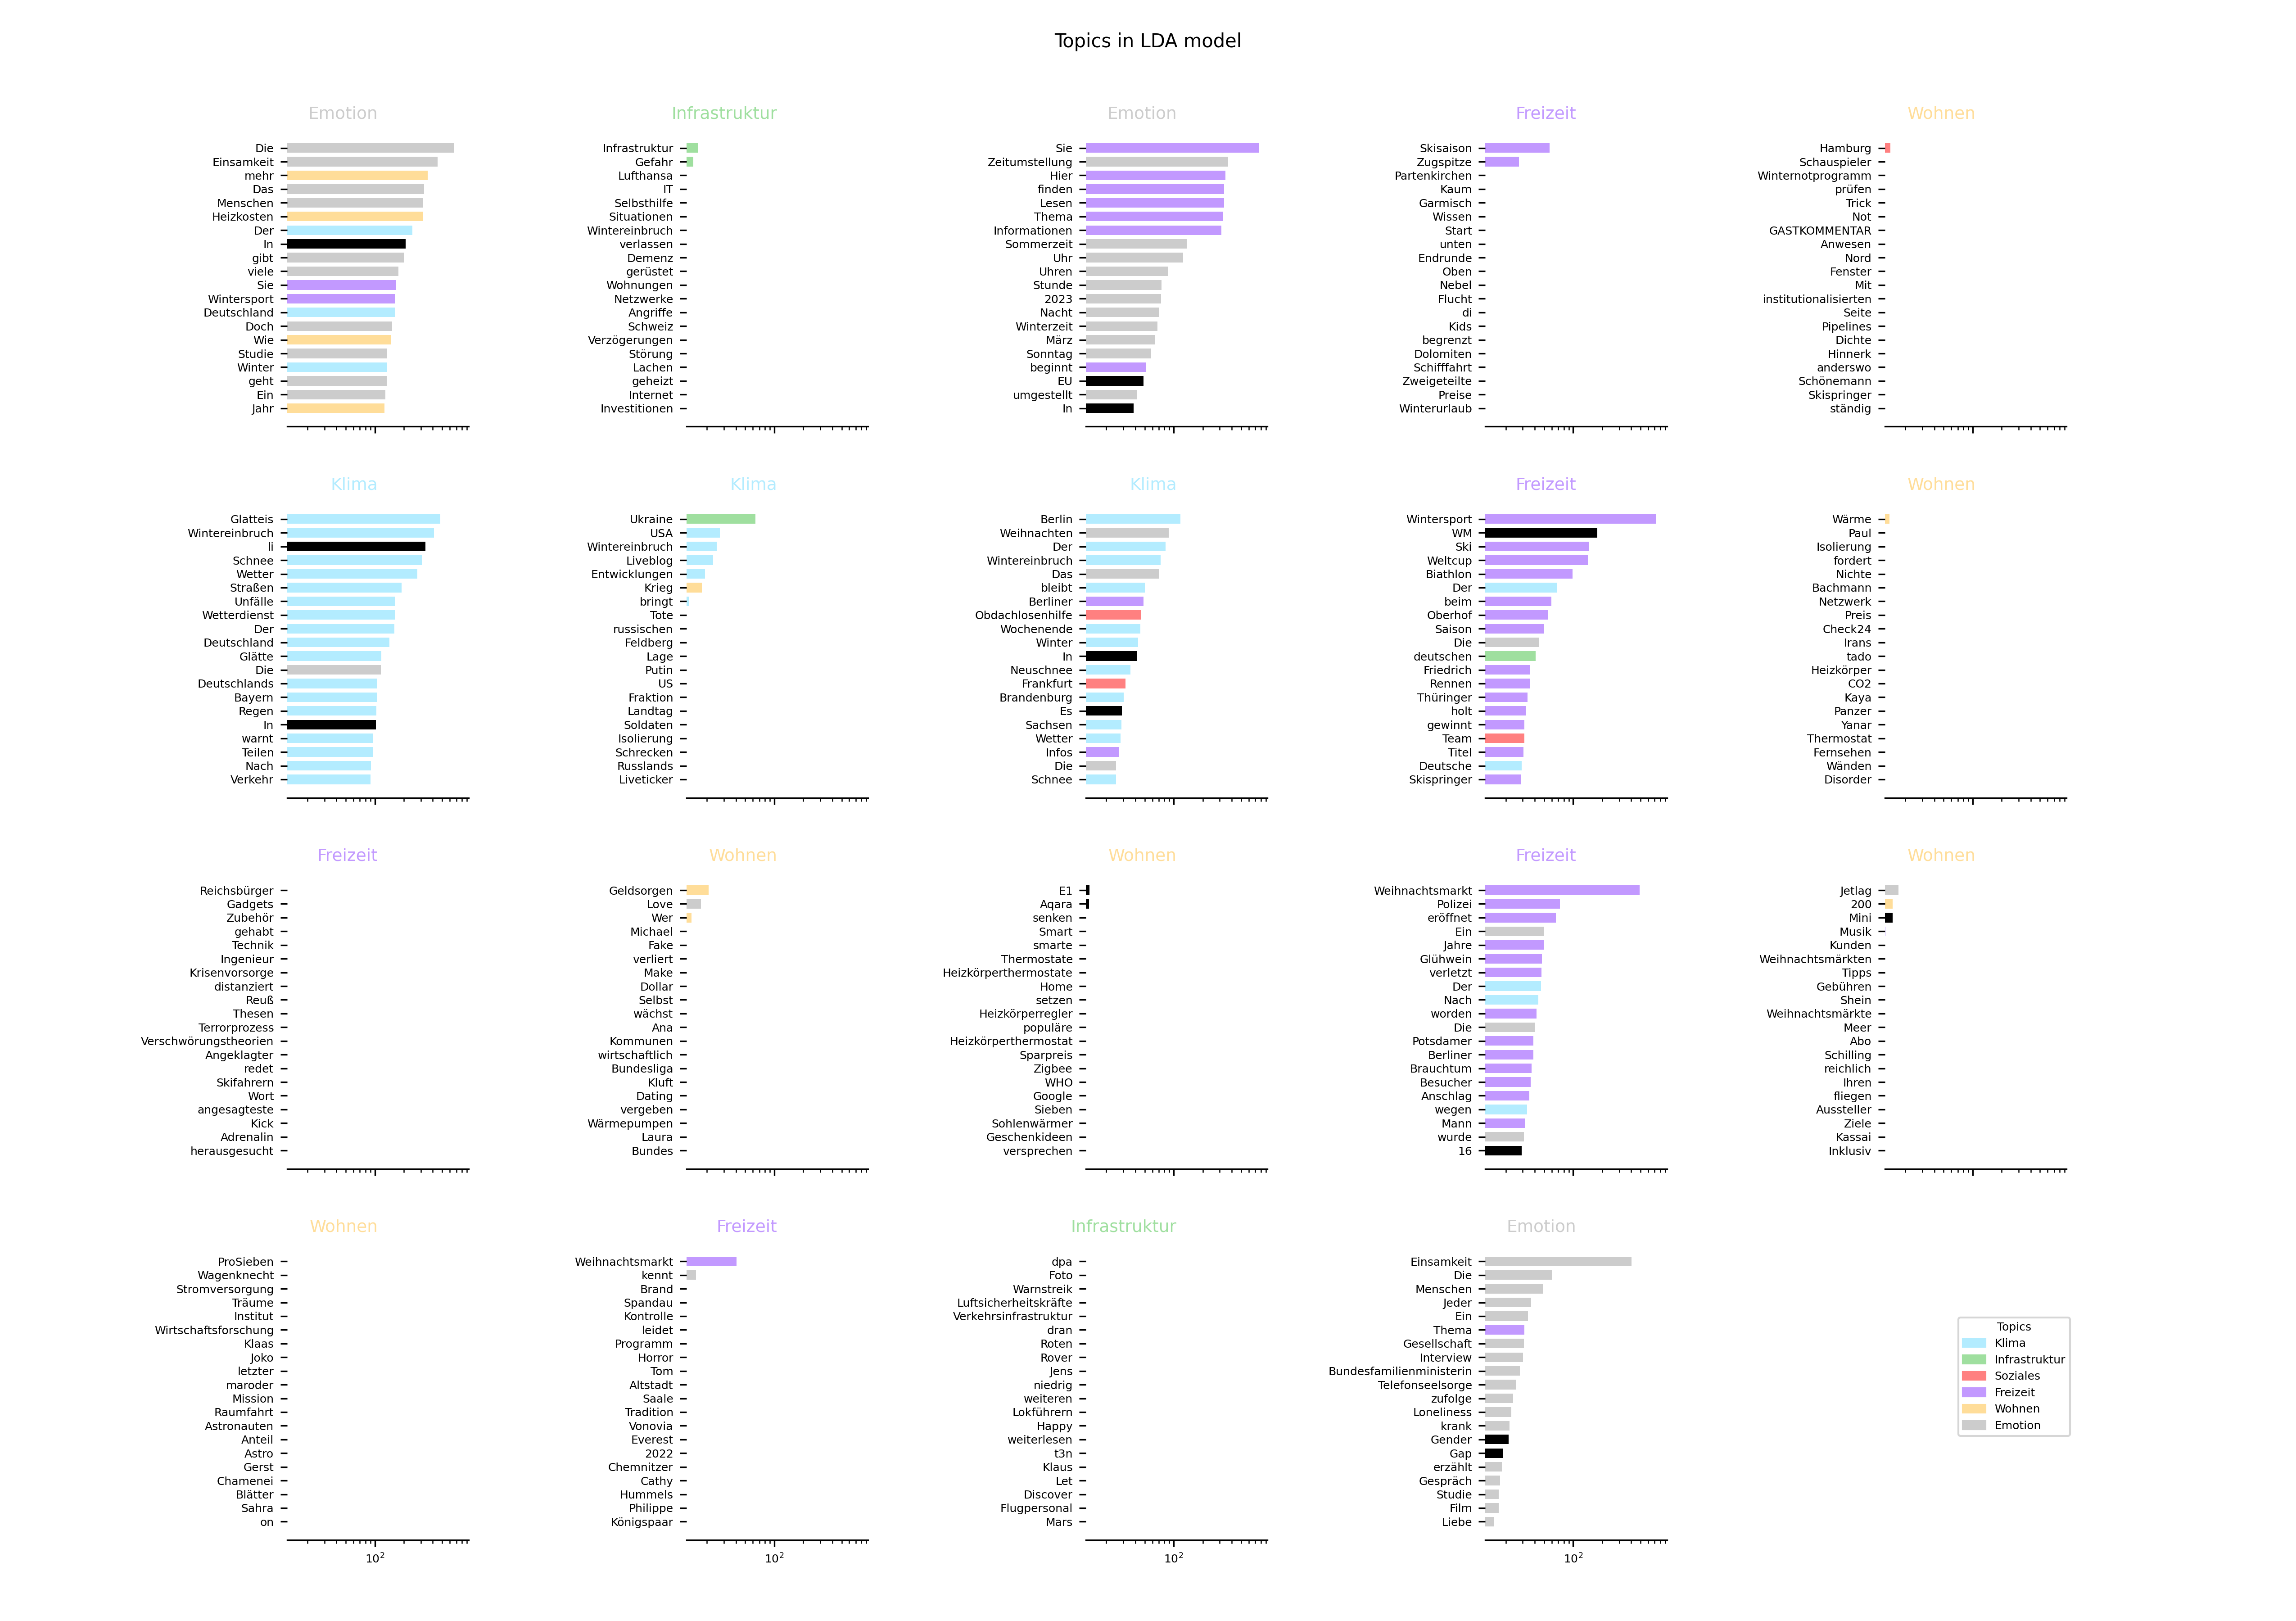 Topics in LDA model
Emotion
Die
Einsamkeit
mehr
Das
Menschen
Heizkosten
Der
In
gibt
viele
Sie
Wintersport
Deutschland
Doch
Wie
Studie
Winter
geht
Ein
Jahr
Infrastruktur
Infrastruktur
Gefahr
Lufthansa
IT
Selbsthilfe
Situationen
Wintereinbruch
verlassen
Demenz
gerüstet
Wohnungen
Netzwerke
Angriffe
Schweiz
Verzögerungen
Störung
Lachen
geheizt
Internet
Investitionen
Emotion
Sie
Zeitumstellung
Hier
finden
Lesen
Thema
Informationen
Sommerzeit
Uhr
Uhren
Stunde
2023
Nacht
Winterzeit
März
Sonntag
beginnt
EU
umgestellt
In
Freizeit
Skisaison
Zugspitze
Partenkirchen
Kaum
Garmisch
Wissen
Start
unten
Endrunde
Oben
Nebel
Flucht
di
Kids
begrenzt
Dolomiten
Schifffahrt
Zweigeteilte
Preise
Winterurlaub
Wohnen
Hamburg
Schauspieler
Winternotprogramm
prüfen
Trick
Not
GASTKOMMENTAR
Anwesen
Nord
Fenster
Mit
institutionalisierten
Seite
Pipelines
Dichte
Hinnerk
anderswo
Schönemann
Skispringer
ständig
Klima
Glatteis
Wintereinbruch
li
Schnee
Wetter
Straßen
Unfälle
Wetterdienst
Der
Deutschland
Glätte
Die
Deutschlands
Bayern
Regen
In
warnt
Teilen
Nach
Verkehr
Klima
Ukraine
USA
Wintereinbruch
Liveblog
Entwicklungen
Krieg
bringt
Tote
russischen
Feldberg
Lage
Putin
US
Fraktion
Landtag
Soldaten
Isolierung
Schrecken
Russlands
Liveticker
Klima
Berlin
Weihnachten
Der
Wintereinbruch
Das
bleibt
Berliner
Obdachlosenhilfe
Wochenende
Winter
In
Neuschnee
Frankfurt
Brandenburg
Es
Sachsen
Wetter
Infos
Die
Schnee
Freizeit
Wintersport
WM
Ski
Weltcup
Biathlon
Der
beim
Oberhof
Saison
Die
deutschen
Friedrich
Rennen
Thüringer
holt
gewinnt
Team
Titel
Deutsche
Skispringer
Wohnen
Wärme
Paul
Isolierung
fordert
Nichte
Bachmann
Netzwerk
Preis
Check24
Irans
tado
Heizkörper
CO2
Kaya
Panzer
Yanar
Thermostat
Fernsehen
Wänden
Disorder
Freizeit
Reichsbürger
Gadgets
Zubehör
gehabt
Technik
Ingenieur
Krisenvorsorge
distanziert
Reuß
Thesen
Terrorprozess
Verschwörungstheorien
Angeklagter
redet
Skifahrern
Wort
angesagteste
Kick
Adrenalin
herausgesucht
Wohnen
Geldsorgen
Love
Wer
Michael
Fake
verliert
Make
Dollar
Selbst
wächst
Ana
Kommunen
wirtschaftlich
Bundesliga
Kluft
Dating
vergeben
Wärmepumpen
Laura
Bundes
Wohnen
E1
Aqara
senken
Smart
smarte
Thermostate
Heizkörperthermostate
Home
setzen
Heizkörperregler
populäre
Heizkörperthermostat
Sparpreis
Zigbee
WHO
Google
Sieben
Sohlenwärmer
Geschenkideen
versprechen
Freizeit
Weihnachtsmarkt
Polizei
eröffnet
Ein
Jahre
Glühwein
verletzt
Der
Nach
worden
Die
Potsdamer
Berliner
Brauchtum
Besucher
Anschlag
wegen
Mann
wurde
16
Wohnen
Jetlag
200
Mini
Musik
Kunden
Weihnachtsmärkten
Tipps
Gebühren
Shein
Weihnachtsmärkte
Meer
Abo
Schilling
reichlich
Ihren
fliegen
Aussteller
Ziele
Kassai
Inklusiv
Wohnen
ProSieben
Wagenknecht
Stromversorgung
Träume
Institut
Wirtschaftsforschung
Klaas
Joko
letzter
maroder
Mission
Raumfahrt
Astronauten
Anteil
Astro
Gerst
Chamenei
Blätter
Sahra
on
10²
Freizeit
Weihnachtsmarkt
kennt
Brand
Spandau
Kontrolle
leidet
Programm
Horror
Tom
Altstadt
Saale
Tradition
Vonovia
Everest
2022
Chemnitzer
Cathy
Hummels
Philippe
Königspaar
10²
Infrastruktur
dpa
Foto
Warnstreik
Luftsicherheitskräfte
Verkehrsinfrastruktur
dran
Roten
Rover
Jens
niedrig
weiteren
Lokführern
Happy
weiterlesen
t3n
Klaus
Let
Discover
Flugpersonal
Mars
10²
Emotion
Einsamkeit
Die
Menschen
Jeder
Ein
Thema
Gesellschaft
Interview
Bundesfamilienministerin
Telefonseelsorge
zufolge
Loneliness
krank
Gender
Gap
erzählt
Gespräch
Studie
Film
Liebe
10²
Topics
Klima
Infrastruktur
Soziales
Freizeit
Wohnen
Emotion